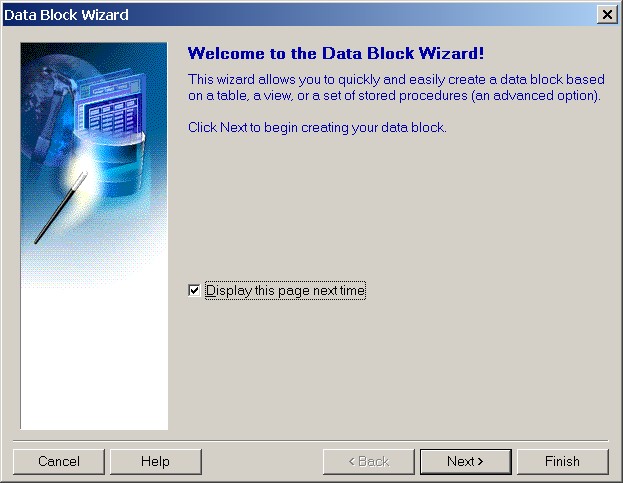 Data Block Wizard
Welcome to the Data Block Wizard!
This wizard allows you to quickly and easily create a data block based
on a table, a view, or a set of stored procedures (an advanced option).
Click Next to begin creating your data block.
Display this page next time
Cancel
Help
< Back
Next >
Finish